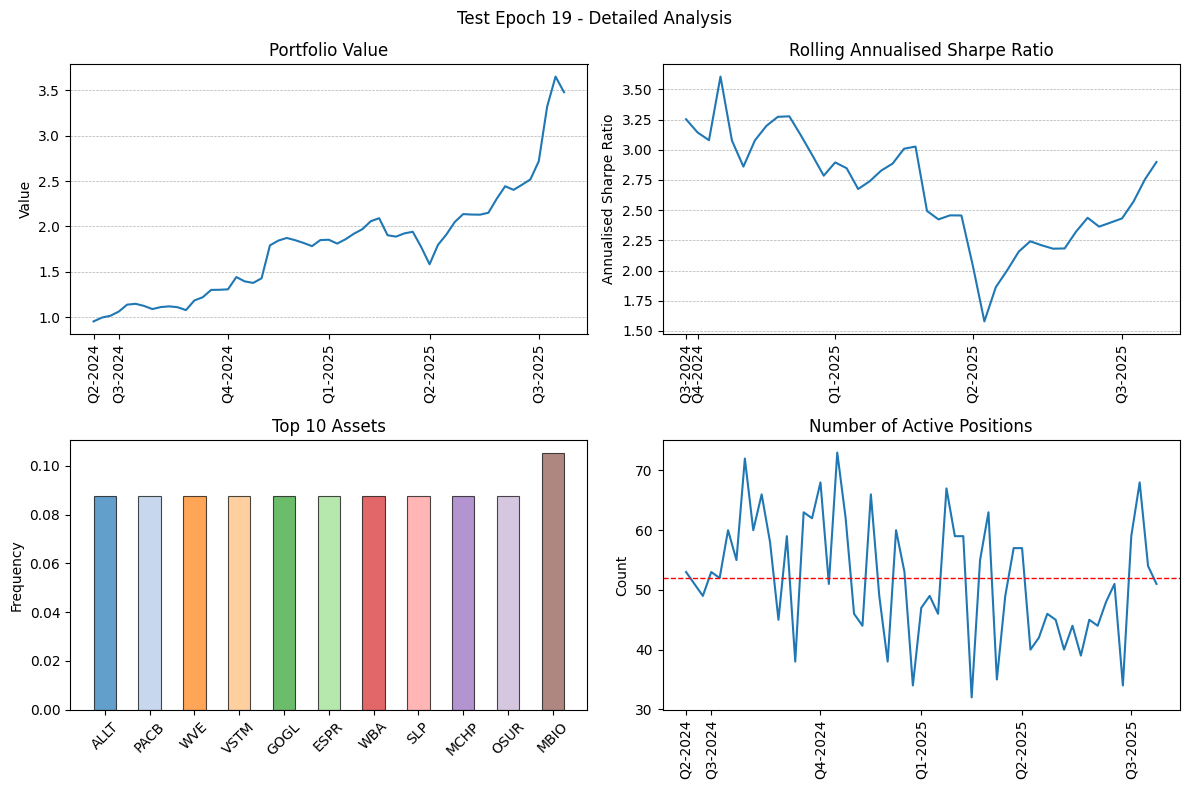 Test Epoch 19 - Detailed Analysis
Portfolio Value
Value
3.5
3.0
2.5
2.0
1.5
1.0
Q2-2024
Q3-2024
Q4-2024
Q1-2025
Q2-2025
Q3-2025
Rolling Annualised Sharpe Ratio
Annualised Sharpe Ratio
3.50
3.25
3.00
2.75
2.50
2.25
2.00
1.75
1.50
Q3-2024
Q4-2024
Q1-2025
Q2-2025
Q3-2025
Top 10 Assets
Frequency
0.10
0.08
0.06
0.04
0.02
0.00
ALLT
PACB
WVE
VSTM
GOGL
ESPR
WBA
SLP
MCHP
OSUR
MBIO
Number of Active Positions
Count
70
60
50
40
30
Q2-2024
Q3-2024
Q4-2024
Q1-2025
Q2-2025
Q3-2025